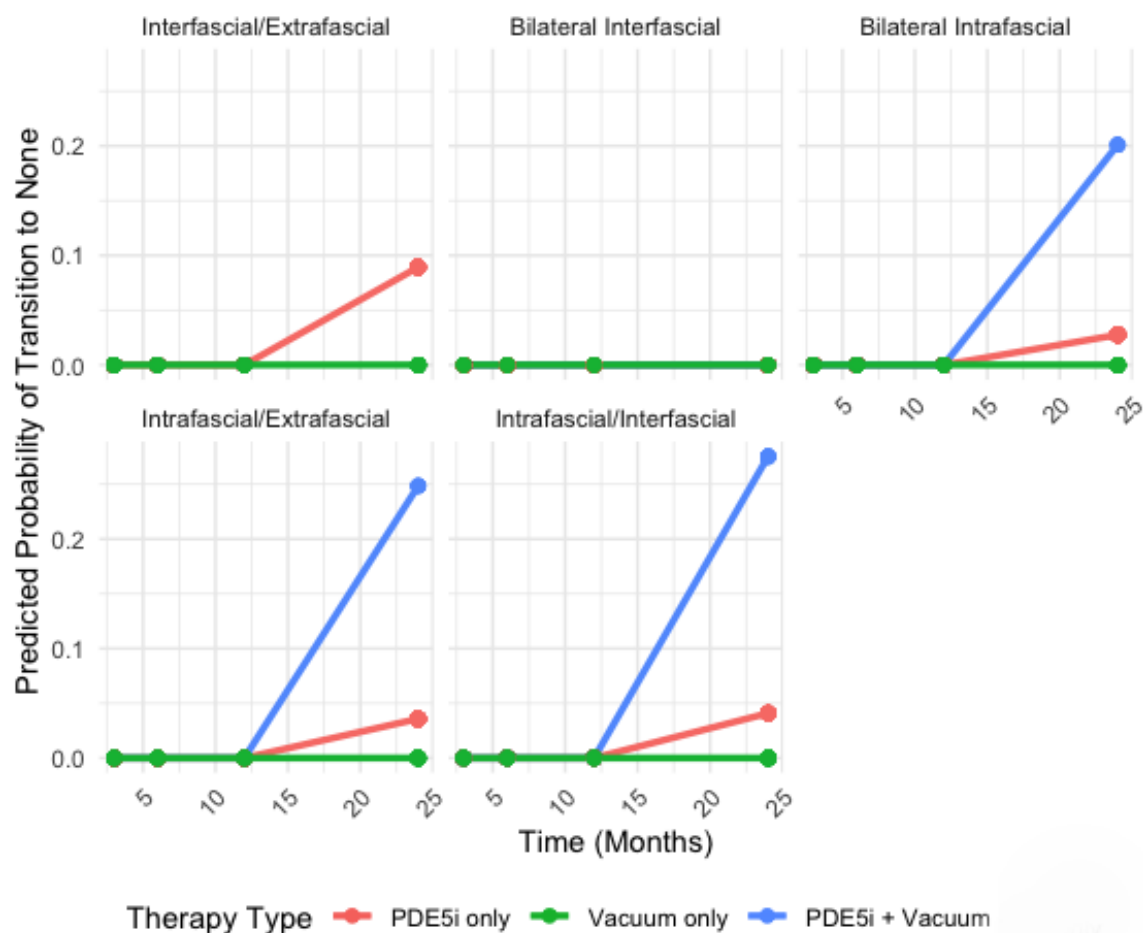 Interfascial/Extrafascial
Bilateral Interfascial
Bilateral Intrafascial
Predicted Probability of Transition to None
0.2
0.1
0.0
5
10
15
20
25
Intrafascial/Extrafascial
Intrafascial/Interfascial
0.2
0.1
0.0
5
10
15
20
25
5
10
15
20
25
Time (Months)
Therapy Type PDE5i only Vacuum only PDE5i + Vacuum